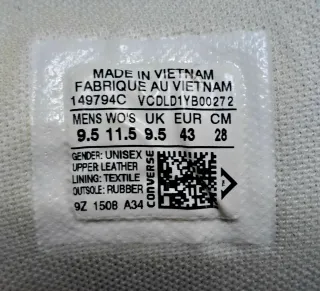 MADE IN VIETNAM
FABRIQUE AU VIETNAM
149794C VCDLD1YB00272
MENS WO'S UK EUR CM
9.5 11.5 9.5 43 28
GENDER: UNISEX
UPPER: LEATHER
LINING: TEXTILE
OUTSOLE: RUBBER
CONVERSE
9Z 1508 A34